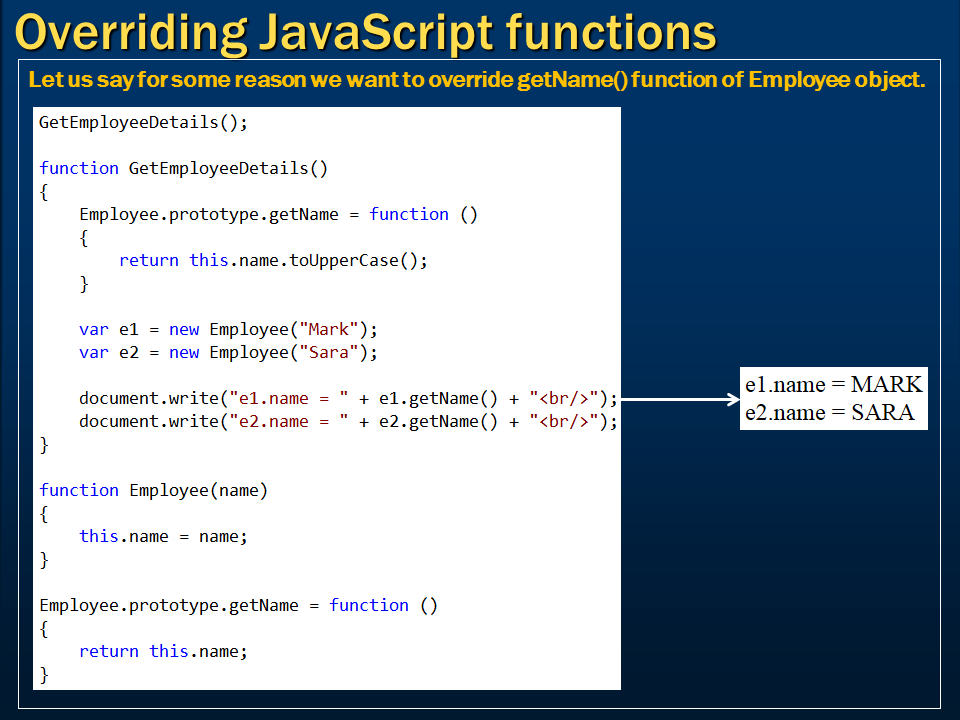 Overriding JavaScript functions
Let us say for some reason we want to override getName() function of Employee object.
GetEmployeeDetails();
function GetEmployeeDetails()
{
    Employee.prototype.getName = function ()
    {
        return this.name.toUpperCase();
    }
    var e1 = new Employee("Mark");
    var e2 = new Employee("Sara");
    document.write("e1.name = " + e1.getName() + "<br/>");
    document.write("e2.name = " + e2.getName() + "<br/>");
}
function Employee(name)
{
    this.name = name;
}
Employee.prototype.getName = function ()
{
    return this.name;
}
e1.name = MARK
e2.name = SARA